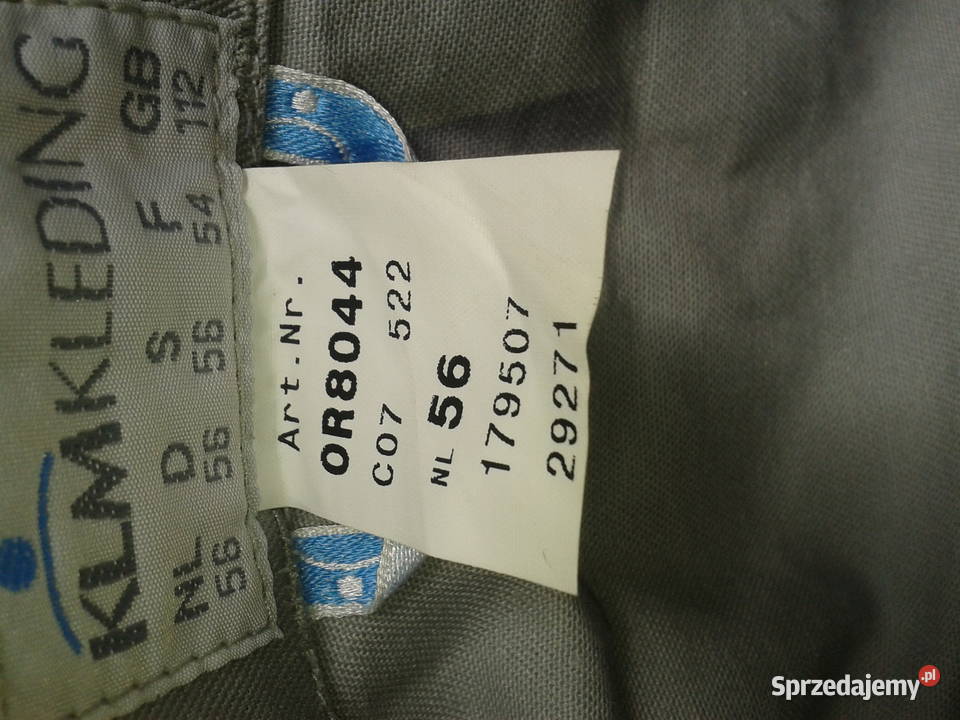 KLMKLEDING
NL D S F GB
56 56 56 54 112
Art.Nr.
OR8044
C07 522
NL 56
179507
29271
Sprzedajemy.pl